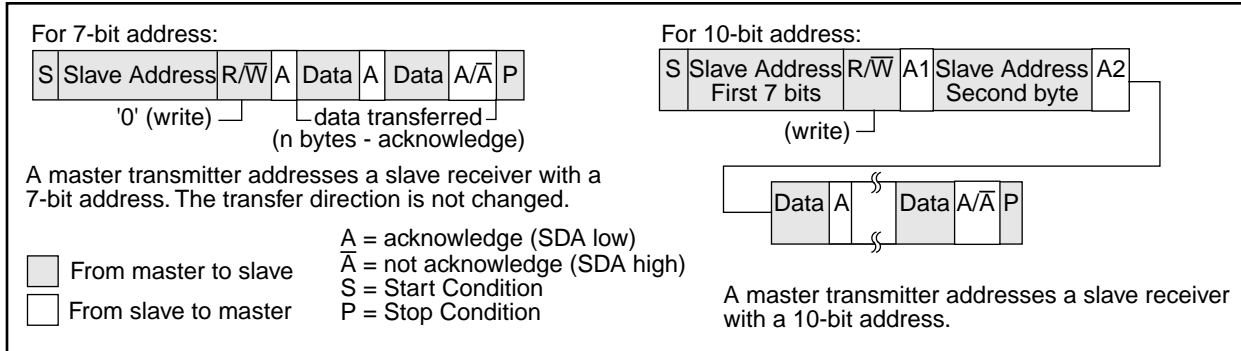 For 7-bit address:
S Slave Address R/W̅ A Data A Data A/A̅ P
'0' (write) data transferred
(n bytes - acknowledge)
A master transmitter addresses a slave receiver with a
7-bit address. The transfer direction is not changed.
From master to slave
From slave to master
A = acknowledge (SDA low)
A̅ = not acknowledge (SDA high)
S = Start Condition
P = Stop Condition
For 10-bit address:
S Slave Address R/W̅ A1 Slave Address A2
First 7 bits Second byte
(write)
Data A Data A/A̅ P
A master transmitter addresses a slave receiver
with a 10-bit address.